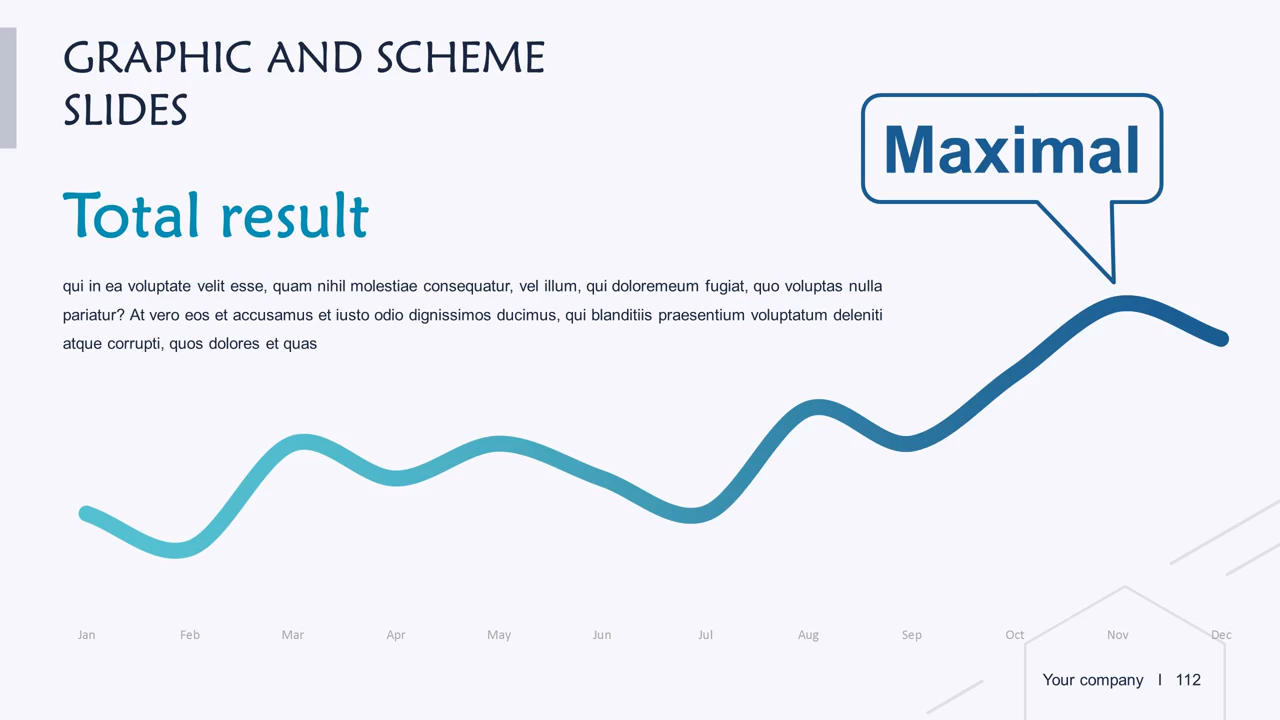 GRAPHIC AND SCHEME
SLIDES
Maximal
Total result
qui in ea voluptate velit esse, quam nihil molestiae consequatur, vel illum, qui doloremeum fugiat, quo voluptas nulla
pariatur? At vero eos et accusamus et iusto odio dignissimos ducimus, qui blanditiis praesentium voluptatum deleniti
atque corrupti, quos dolores et quas
Jan Feb Mar Apr May Jun Jul Aug Sep Oct Nov Dec
Your company I 112